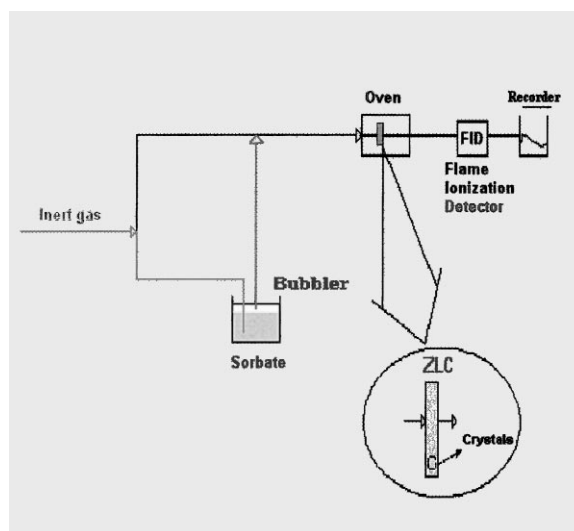 Oven
Recorder
FID
Flame
Ionization
Detector
Inert gas
Bubbler
Sorbate
ZLC
Crystals